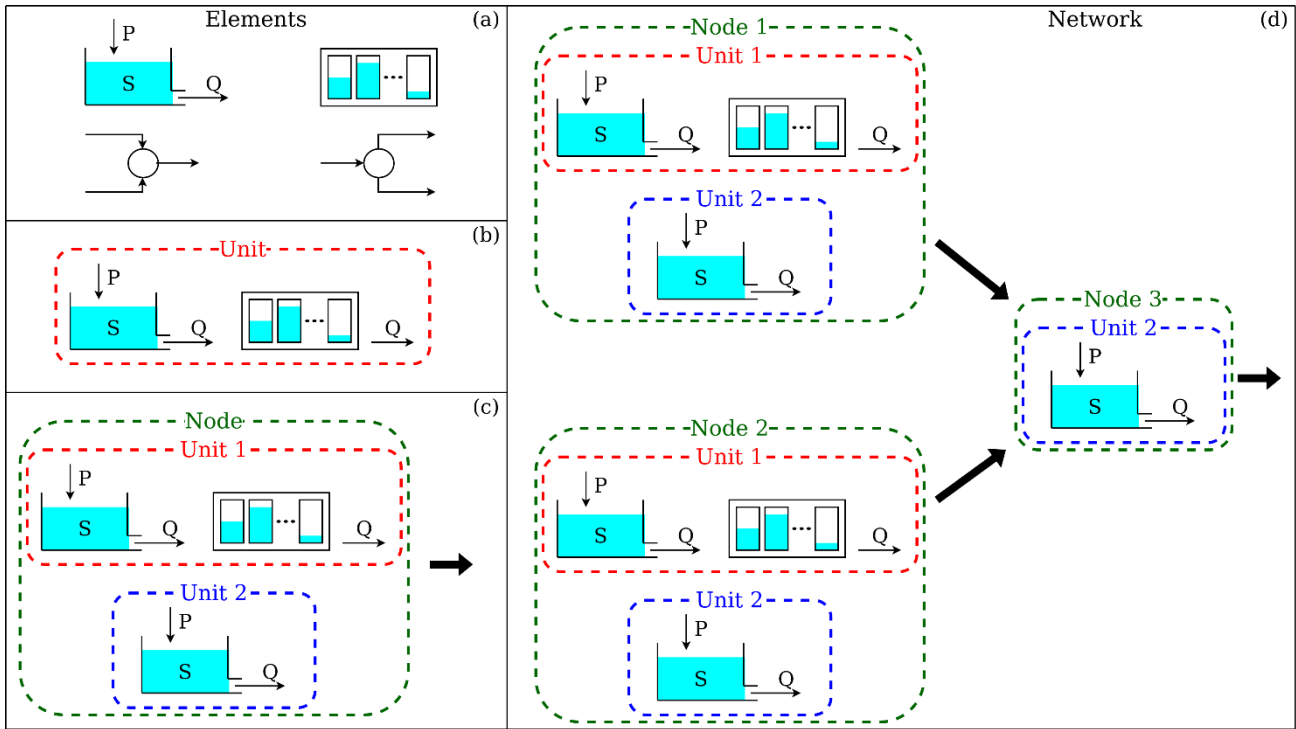 Elements
(a)
P
S
Q
(b)
Unit
P
S
Q
Q
(c)
Node
Unit 1
P
S
Q
Q
Unit 2
P
S
Q
Network
(d)
Node 1
Unit 1
P
S
Q
Q
Unit 2
P
S
Q
Node 2
Unit 1
P
S
Q
Q
Unit 2
P
S
Q
Node 3
Unit 2
P
S
Q